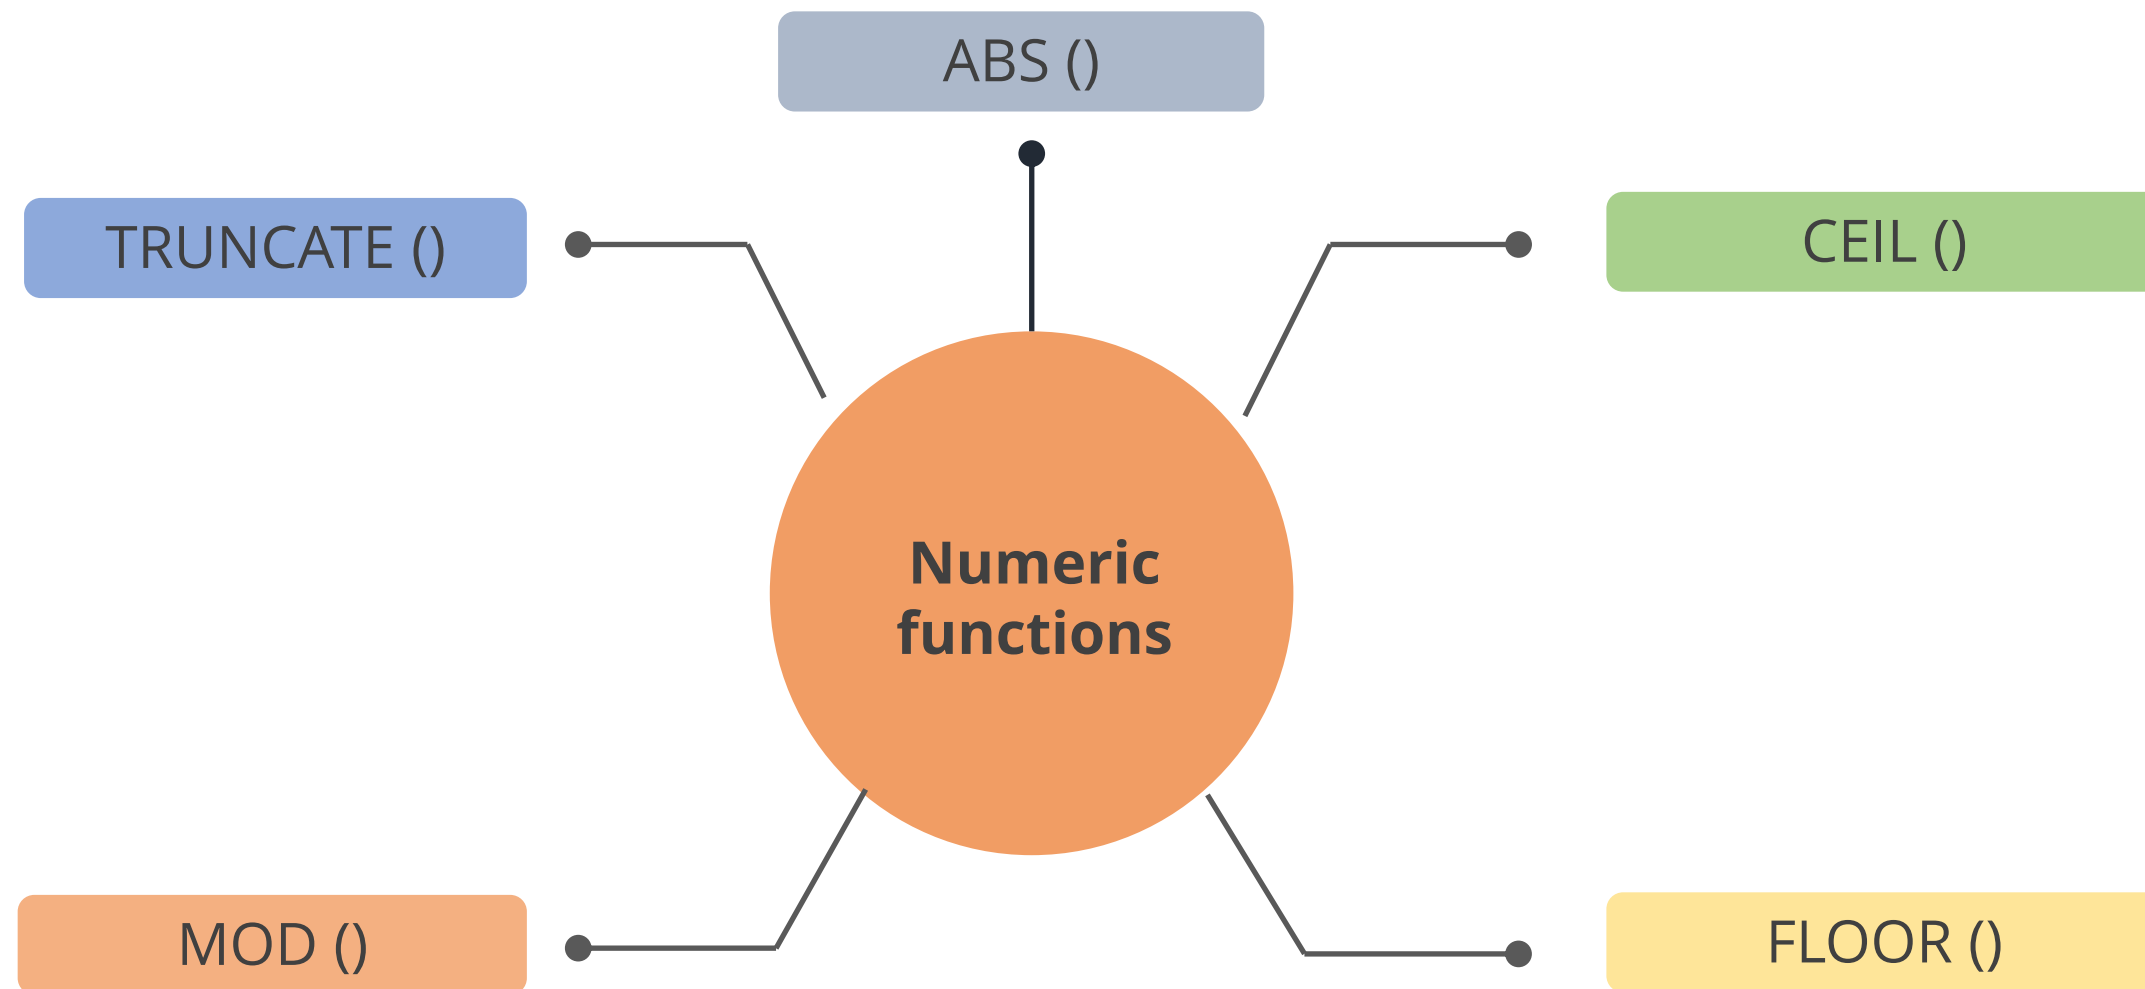 ABS ()
TRUNCATE ()
CEIL ()
Numeric
functions
MOD ()
FLOOR ()